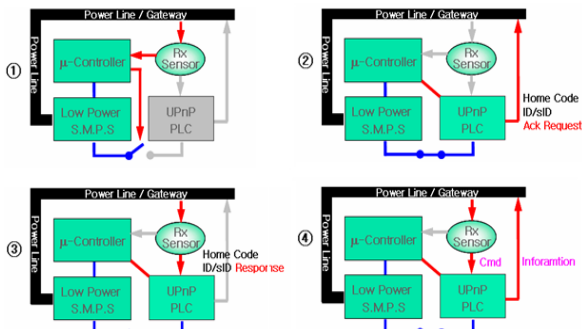 ①
Power Line / Gateway
Power Line
μ-Controller
Rx
Sensor
Low Power
S.M.P.S
UPnP
PLC
②
Power Line / Gateway
Power Line
μ-Controller
Rx
Sensor
Low Power
S.M.P.S
UPnP
PLC
Home Code
ID/sID
Ack Request
③
Power Line / Gateway
Power Line
μ-Controller
Rx
Sensor
Home Code
ID/sID Response
Low Power
S.M.P.S
UPnP
PLC
④
Power Line / Gateway
Power Line
μ-Controller
Rx
Sensor
Cmd
Inforamtion
Low Power
S.M.P.S
UPnP
PLC